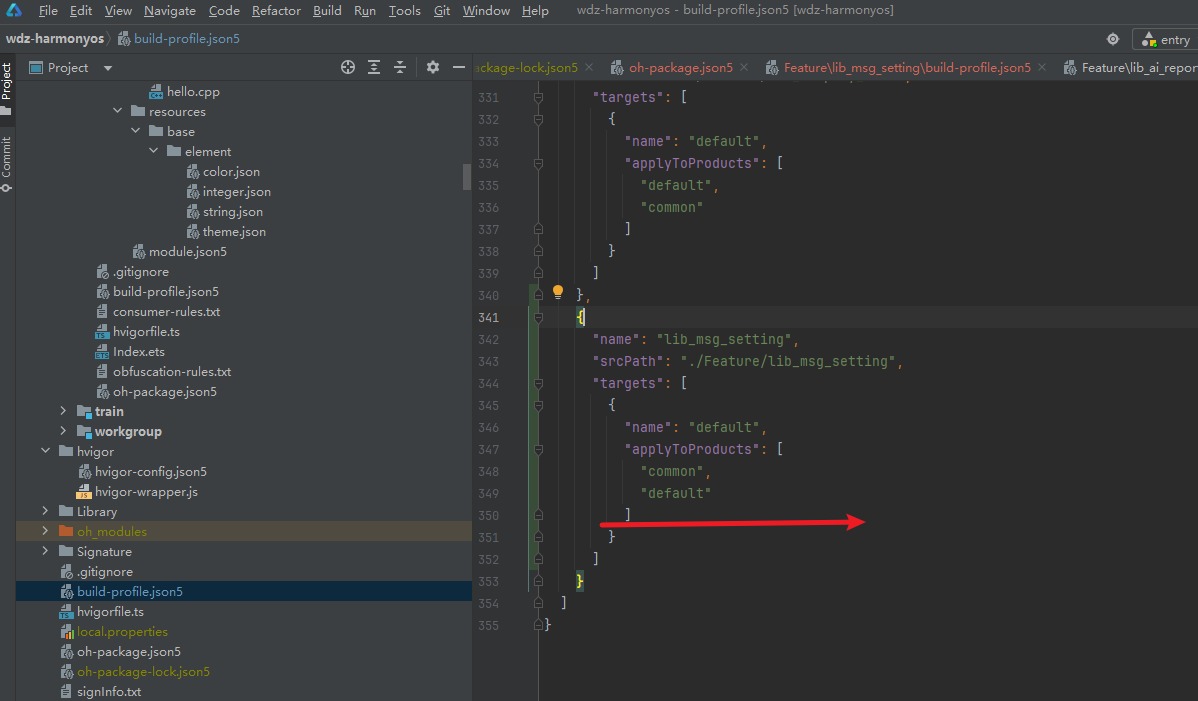 File Edit View Navigate Code Refactor Build Run Tools Git Window Help wdz-harmonyos - build-profile.json5 [wdz-harmonyos]
wdz-harmonyos build-profile.json5 entry
Project Project ckage-lock.json5 oh-package.json5 Feature\lib_msg_setting\build-profile.json5 Feature\lib_ai_repor
Commit
hello.cpp
resources
base
element
color.json
integer.json
string.json
theme.json
module.json5
.gitignore
build-profile.json5
consumer-rules.txt
hvigorfile.ts
Index.ets
obfuscation-rules.txt
oh-package.json5
train
workgroup
hvigor
hvigor-config.json5
hvigor-wrapper.js
Library
oh_modules
Signature
.gitignore
build-profile.json5
hvigorfile.ts
local.properties
oh-package.json5
oh-package-lock.json5
signInfo.txt
331 "targets": [
332 {
333 "name": "default",
334 "applyToProducts": [
335 "default",
336 "common"
337 ]
338 }
339 ]
340 },
341 {
342 "name": "lib_msg_setting",
343 "srcPath": "./Feature/lib_msg_setting",
344 "targets": [
345 {
346 "name": "default",
347 "applyToProducts": [
348 "common",
349 "default"
350 ]
351 }
352 ]
353 }
354 ]
355 }